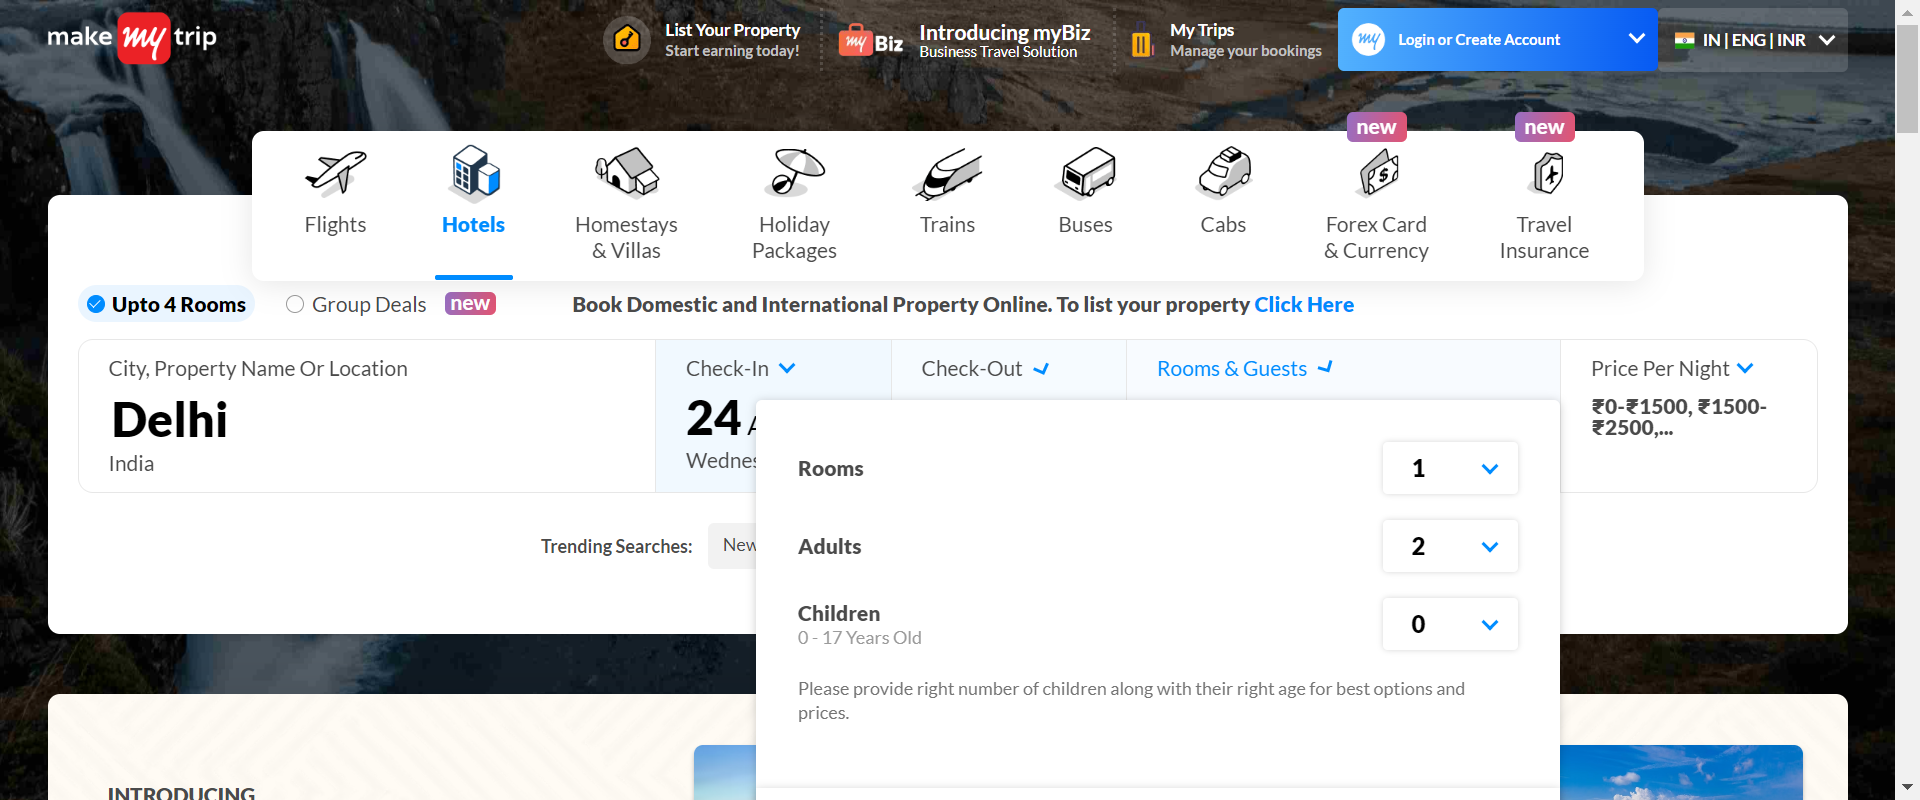 make my trip
List Your Property
Start earning today!
my Biz
Introducing myBiz
Business Travel Solution
My Trips
Manage your bookings
my
Login or Create Account
IN | ENG | INR
new
new
Flights
Hotels
Homestays
& Villas
Holiday
Packages
Trains
Buses
Cabs
Forex Card
& Currency
Travel
Insurance
Upto 4 Rooms
Group Deals
new
Book Domestic and International Property Online. To list your property Click Here
City, Property Name Or Location
Delhi
India
Check-In
24
Check-Out
Rooms & Guests
Price Per Night
₹0-₹1500, ₹1500-
₹2500,...
Rooms
1
Adults
2
Children
0 - 17 Years Old
0
Please provide right number of children along with their right age for best options and
prices.
Trending Searches:
New
INTRODUCING